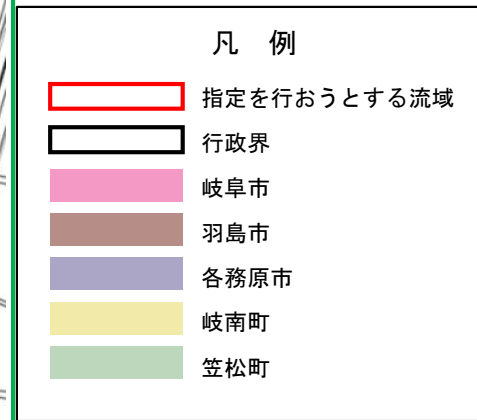 凡 例
指定を行おうとする流域
行政界
岐阜市
羽島市
各務原市
岐南町
笠松町